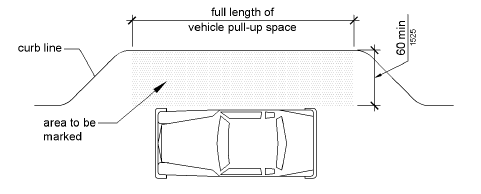 full length of
vehicle pull-up space
curb line
60 min
1525
area to be
marked